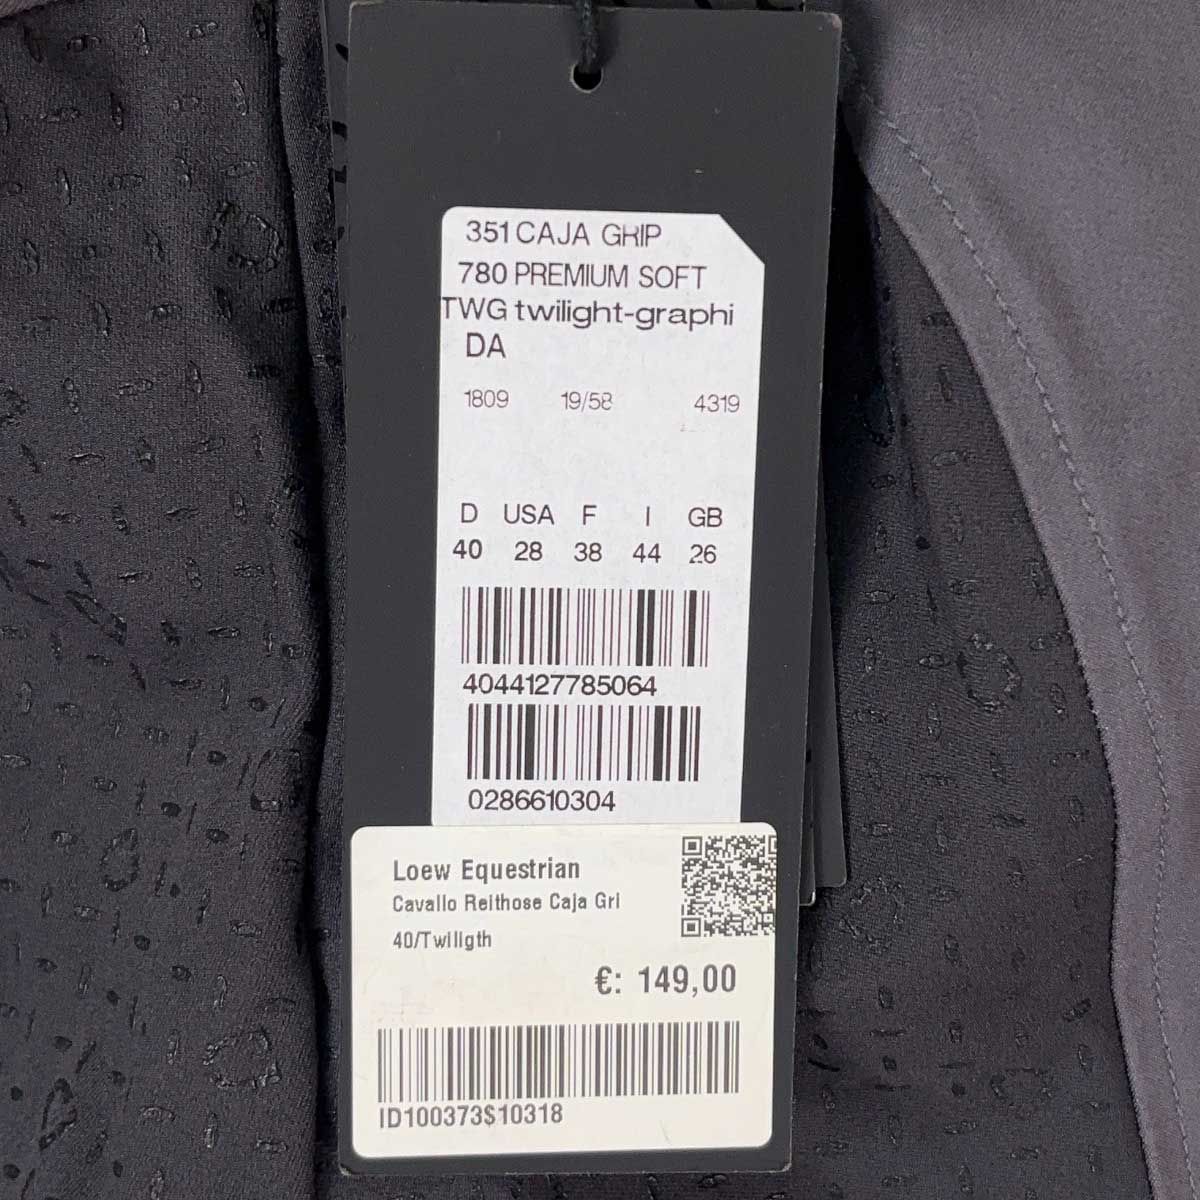 351 CAJA GRIP
780 PREMIUM SOFT
TWG twilight-graphi
DA
1809 19/58 4319
D USA F I GB
40 28 38 44 26
4044127785064
0286610304
Loew Equestrian
Cavallo Reithose Caja Gri
40/Twiligth
€: 149,00
ID100373$10318